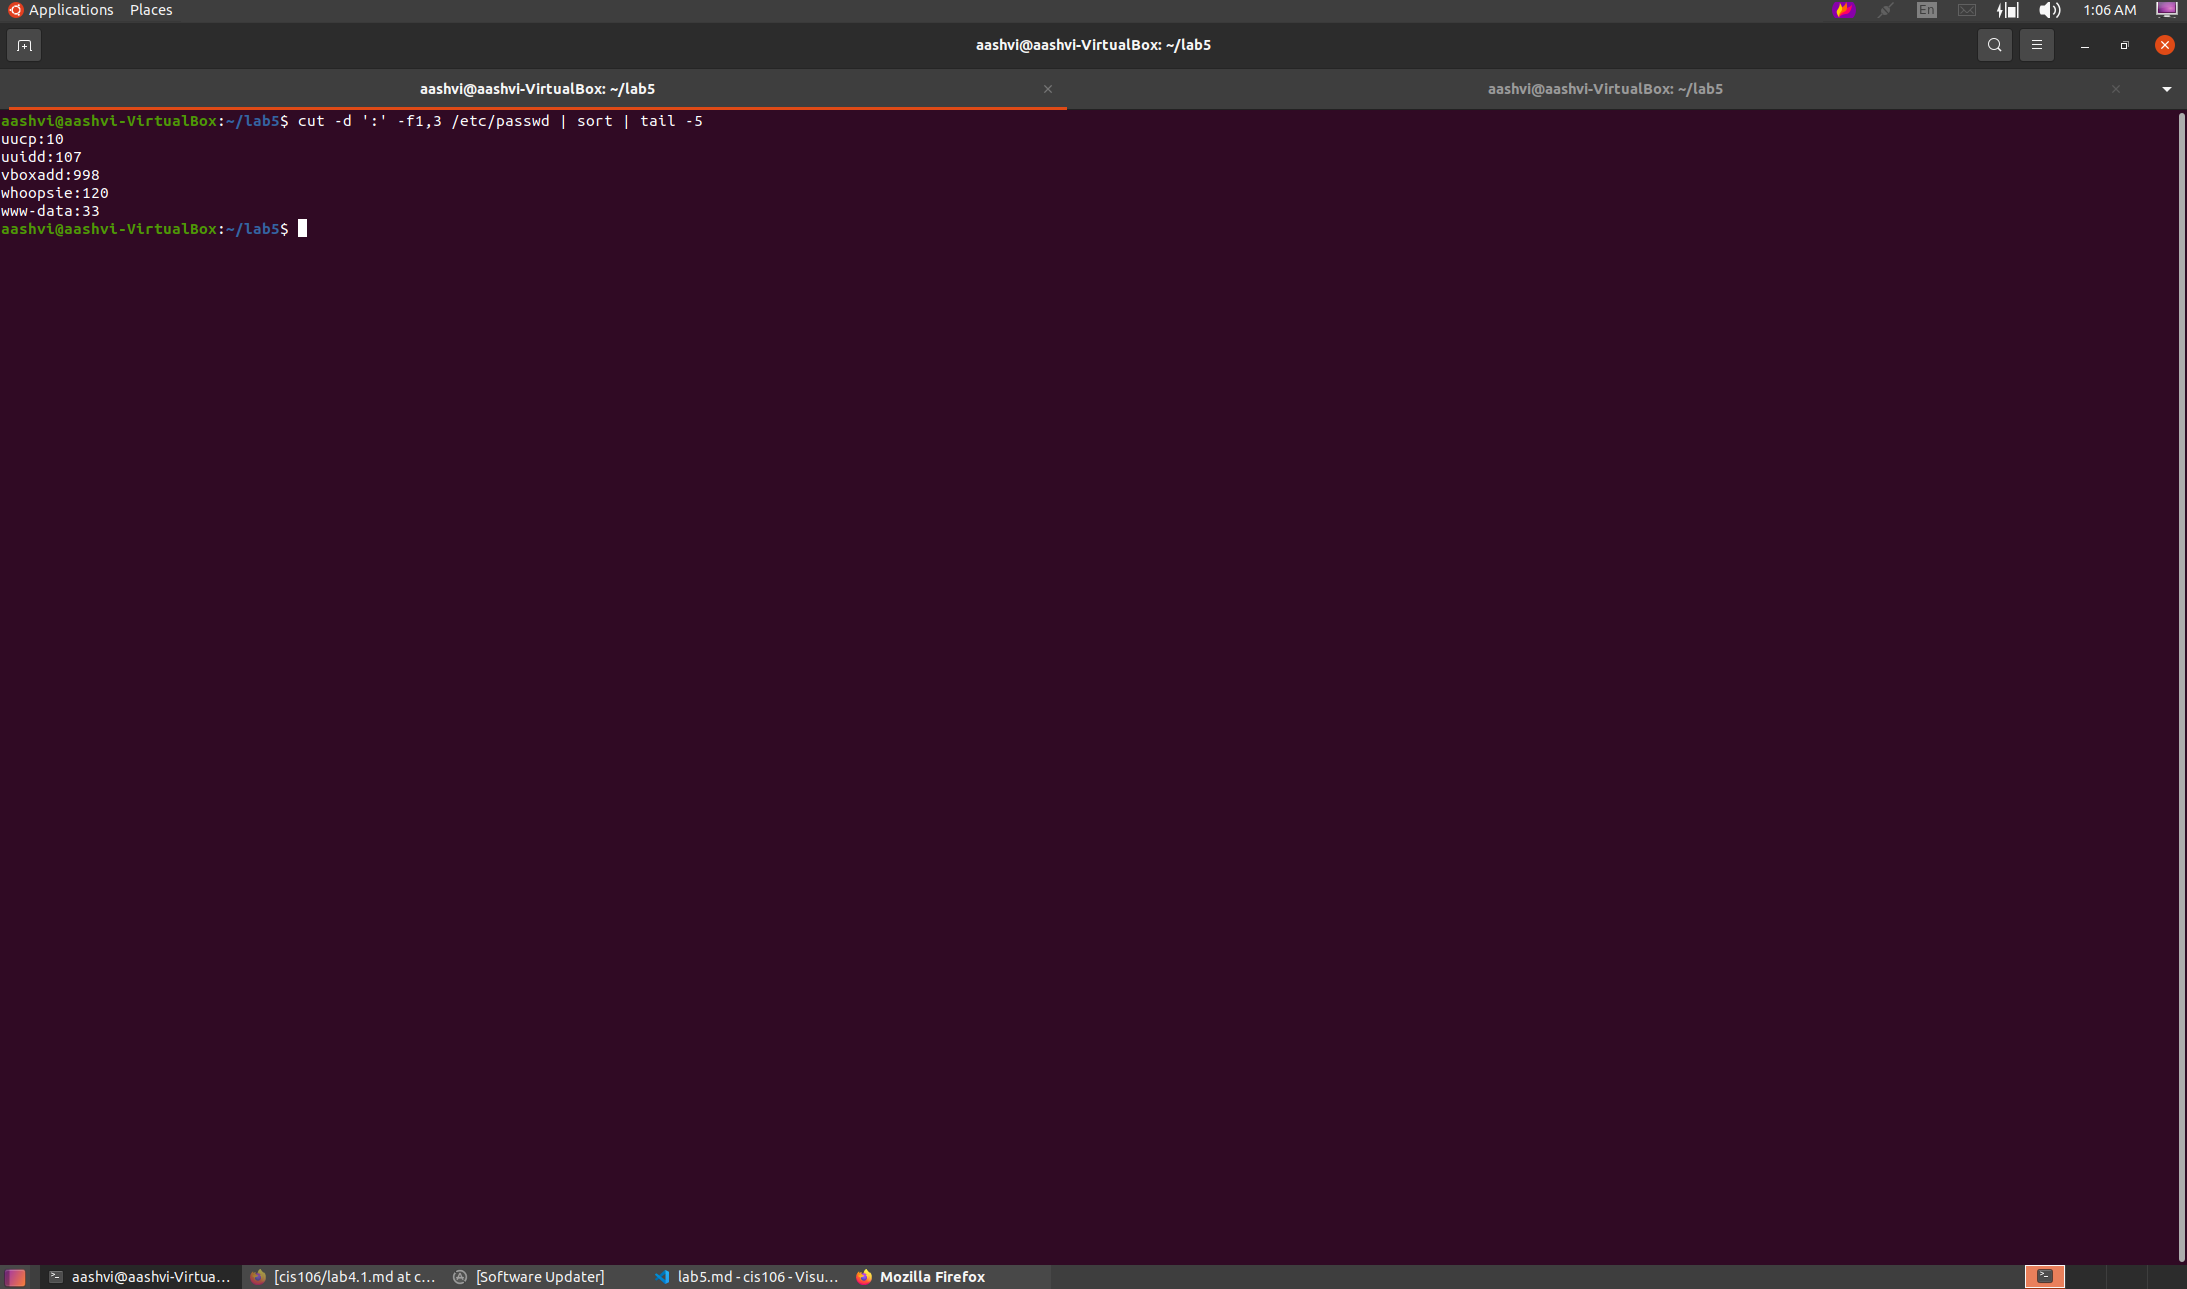 Applications Places En 1:06 AM
aashvi@aashvi-VirtualBox: ~/lab5
aashvi@aashvi-VirtualBox: ~/lab5 aashvi@aashvi-VirtualBox: ~/lab5
aashvi@aashvi-VirtualBox:~/lab5$ cut -d ':' -f1,3 /etc/passwd | sort | tail -5
uucp:10
uuidd:107
vboxadd:998
whoopsie:120
www-data:33
aashvi@aashvi-VirtualBox:~/lab5$
aashvi@aashvi-Virtua... [cis106/lab4.1.md at c... [Software Updater] lab5.md - cis106 - Visu... Mozilla Firefox